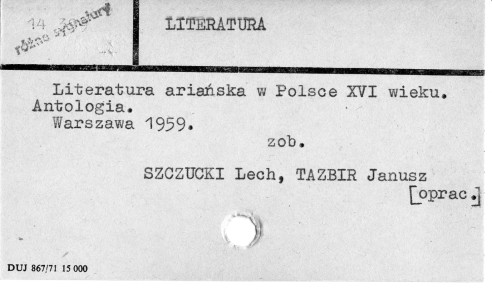 różne sygnatury
LITERATURA
Literatura ariańska w Polsce XVI wieku.
Antologia.
Warszawa 1959.
zob.
SZCZUCKI Lech, TAZBIR Janusz
[oprac.]
DUJ 867/71 15 000